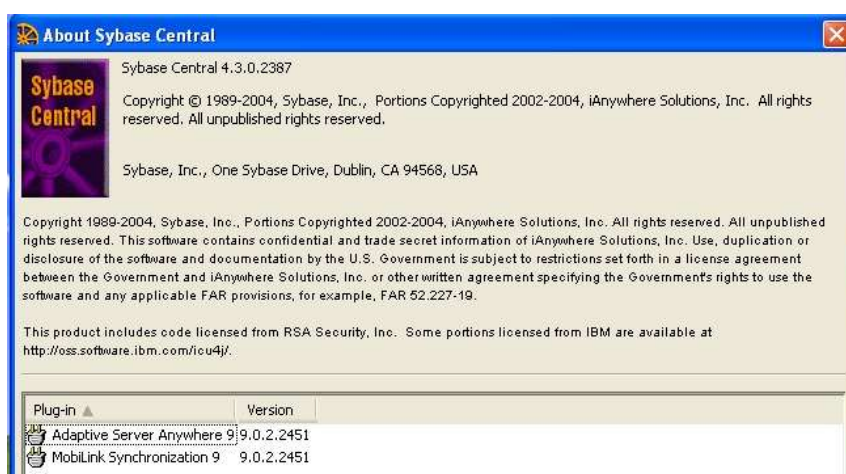 About Sybase Central
Sybase Central
Sybase Central 4.3.0.2387
Copyright © 1989-2004, Sybase, Inc., Portions Copyrighted 2002-2004, iAnywhere Solutions, Inc. All rights
reserved. All unpublished rights reserved.
Sybase, Inc., One Sybase Drive, Dublin, CA 94568, USA
Copyright 1989-2004, Sybase, Inc., Portions Copyrighted 2002-2004, iAnywhere Solutions, Inc. All rights reserved. All unpublished
rights reserved. This software contains confidential and trade secret information of iAnywhere Solutions, Inc. Use, duplication or
disclosure of the software and documentation by the U.S. Government is subject to restrictions set forth in a license agreement
between the Government and iAnywhere Solutions, Inc. or other written agreement specifying the Government's rights to use the
software and any applicable FAR provisions, for example, FAR 52.227-19.
This product includes code licensed from RSA Security, Inc. Some portions licensed from IBM are available at
http://oss.software.ibm.com/icu4j/.
Plug-in Version
Adaptive Server Anywhere 9 9.0.2.2451
MobiLink Synchronization 9 9.0.2.2451